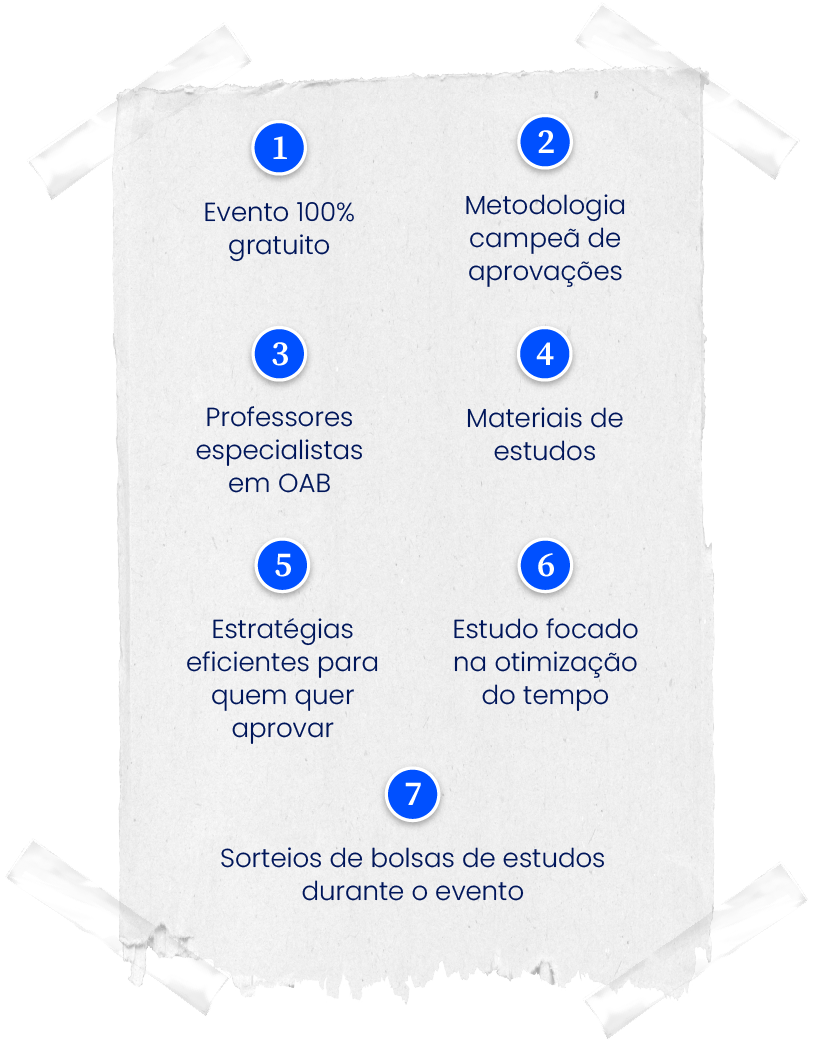 1
Evento 100%
gratuito
2
Metodologia
campeã de
aprovações
3
Professores
especialistas
em OAB
4
Materiais de
estudos
5
Estratégias
eficientes para
quem quer
aprovar
6
Estudo focado
na otimização
do tempo
7
Sorteios de bolsas de estudos
durante o evento